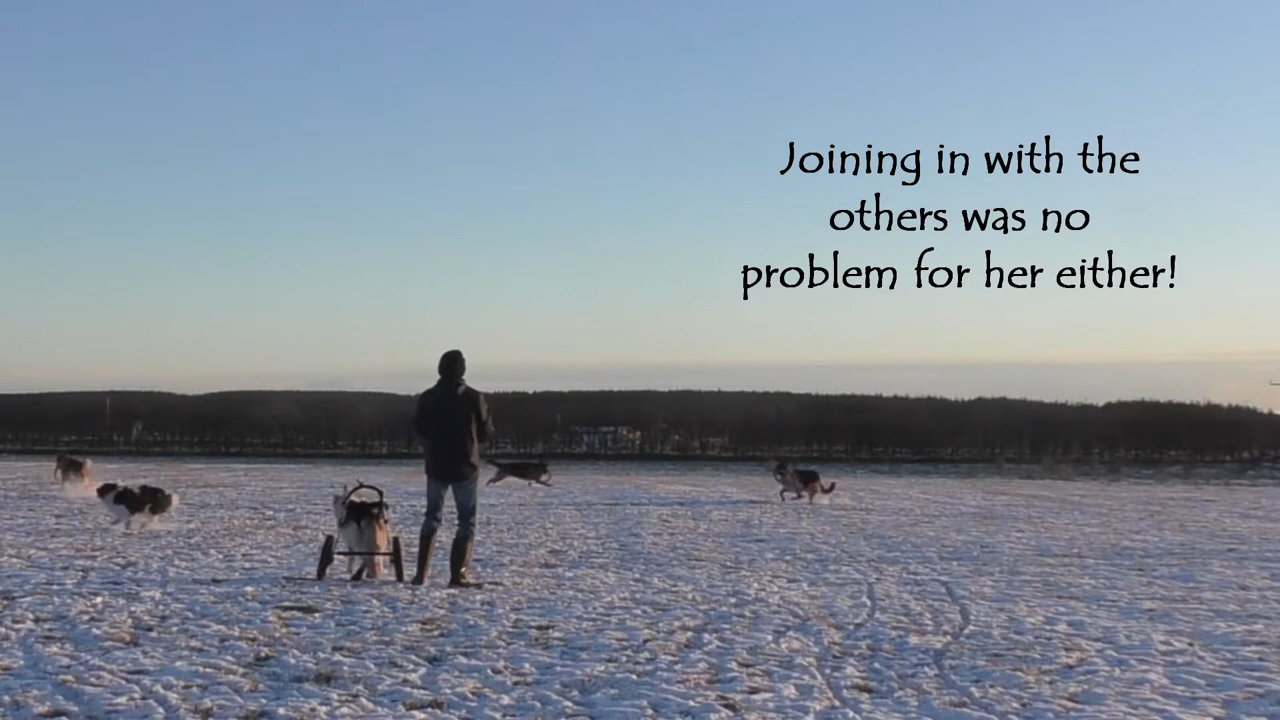 Joining in with the
others was no
problem for her either!